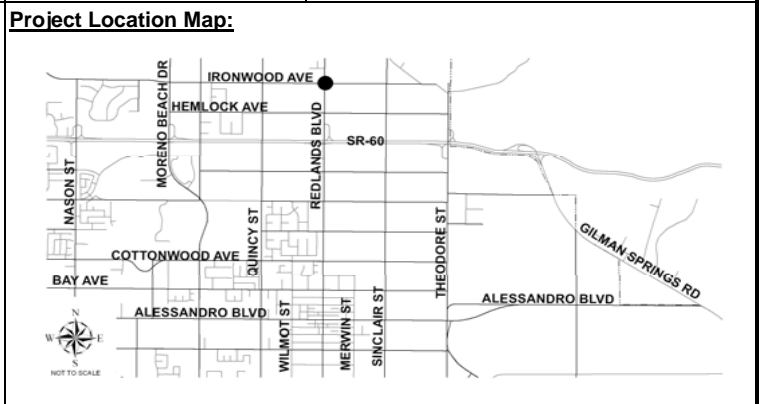 Project Location Map:
IRONWOOD AVE
MORENO BEACH DR
HEMLOCK AVE
REDLANDS BLVD
SR-60
NASON ST
QUINCY ST
THEODORE ST
GILMAN SPRINGS RD
COTTONWOOD AVE
BAY AVE
ALESSANDRO BLVD
ALESSANDRO BLVD
WILMOT ST
MERWIN ST
SINCLAIR ST
N
W E
S
NOT TO SCALE